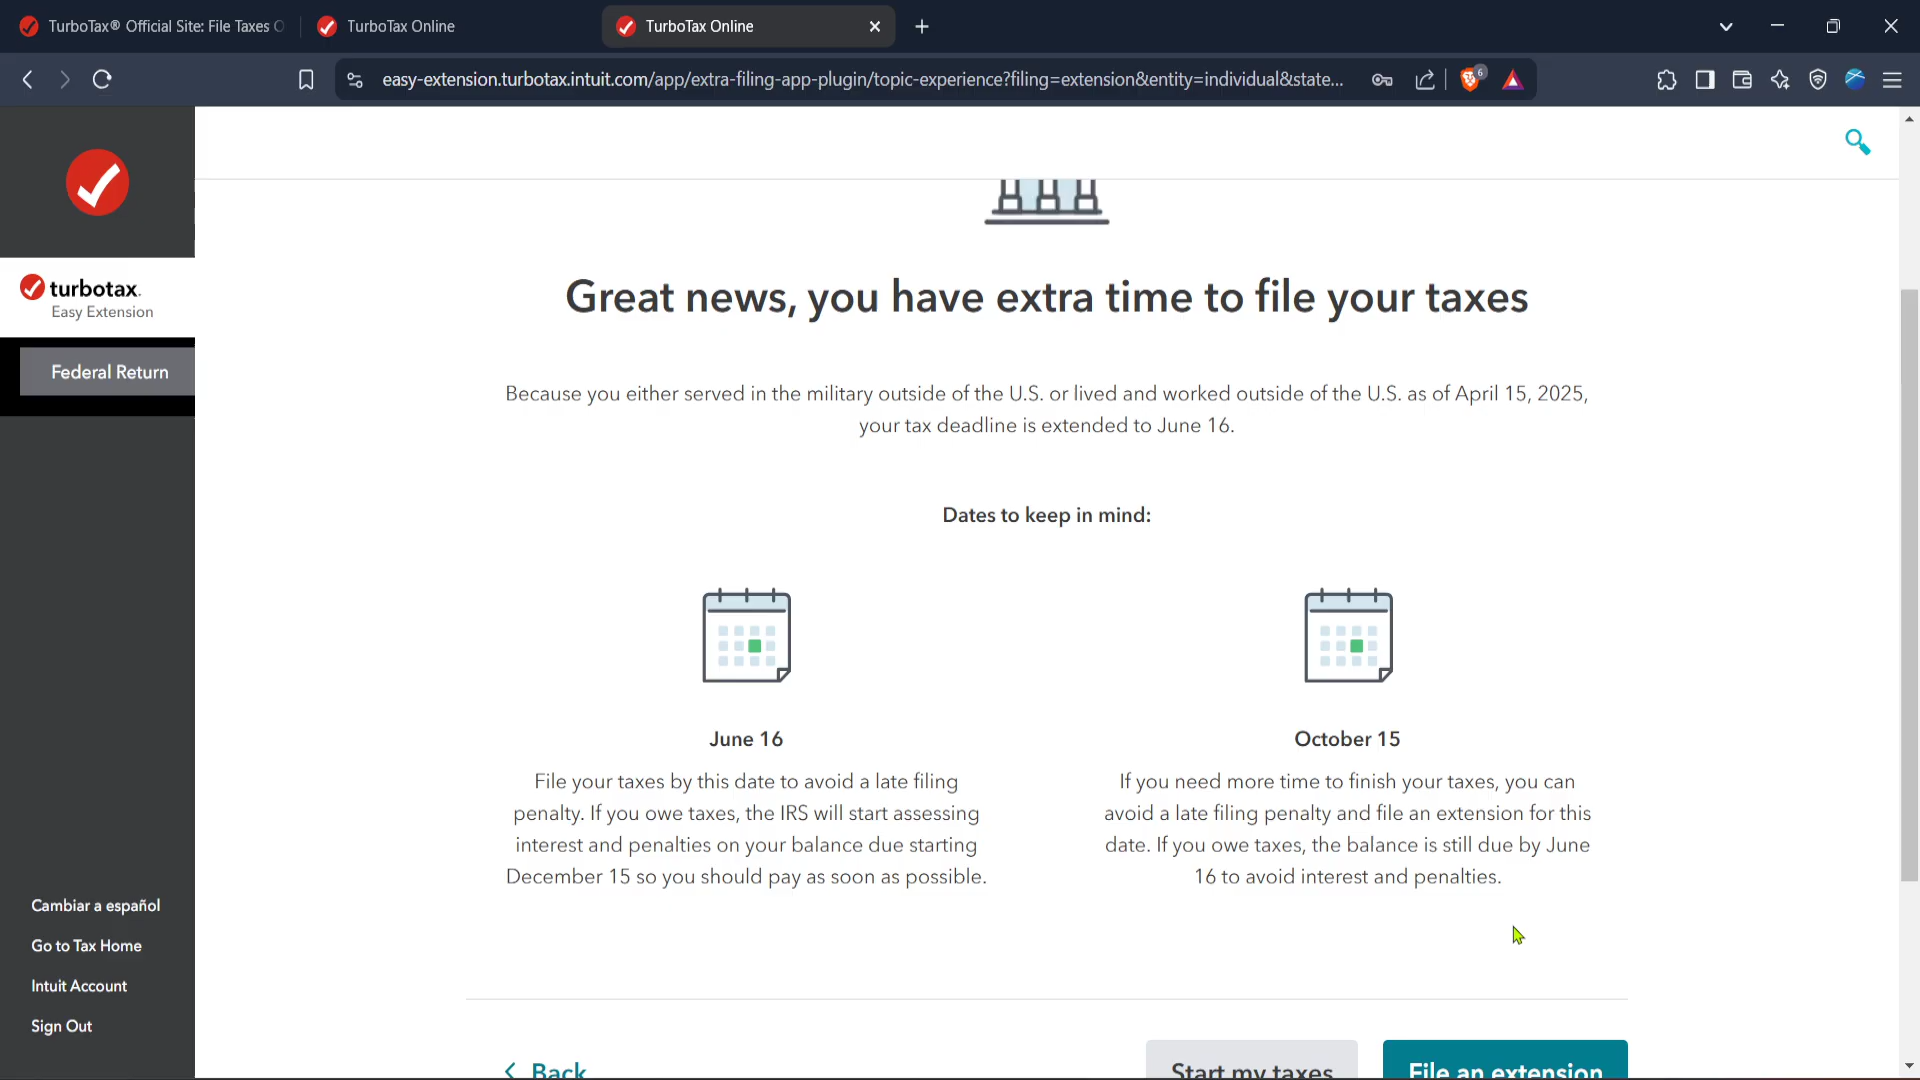 TurboTax® Official Site: File Taxes O
TurboTax Online
TurboTax Online
easy-extension.turbotax.intuit.com/app/extra-filing-app-plugin/topic-experience?filing=extension&entity=individual&state...
6
turbotax.
Easy Extension
Federal Return
Great news, you have extra time to file your taxes
Because you either served in the military outside of the U.S. or lived and worked outside of the U.S. as of April 15, 2025,
your tax deadline is extended to June 16.
Dates to keep in mind:
June 16
File your taxes by this date to avoid a late filing
penalty. If you owe taxes, the IRS will start assessing
interest and penalties on your balance due starting
December 15 so you should pay as soon as possible.
October 15
If you need more time to finish your taxes, you can
avoid a late filing penalty and file an extension for this
date. If you owe taxes, the balance is still due by June
16 to avoid interest and penalties.
Cambiar a español
Go to Tax Home
Intuit Account
Sign Out
Back
Start my taxes
File an extension